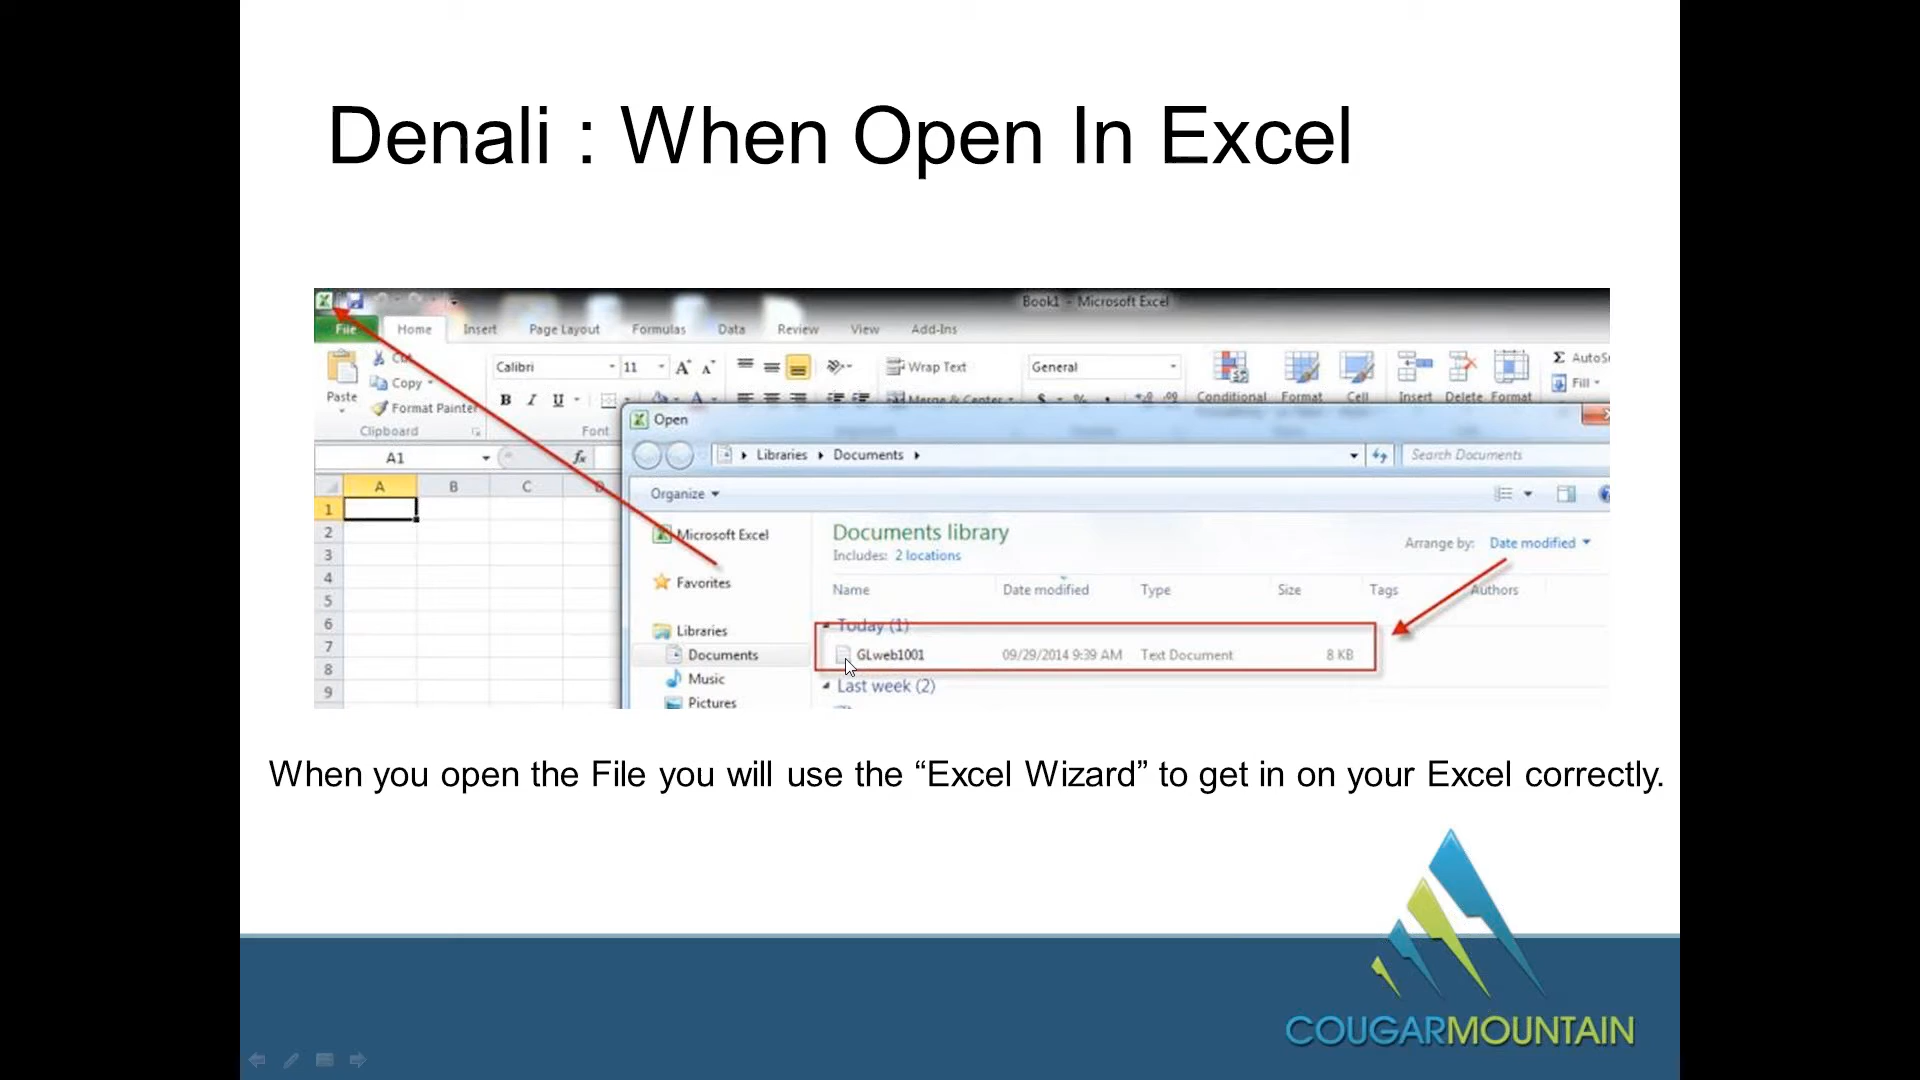 Denali : When Open In Excel
Book1 - Microsoft Excel
File Home Insert Page Layout Formulas Data Review View Add-Ins
Calibri 11 Wrap Text General
Paste Copy Format Painter
Conditional Format Cell Insert Delete Format Fill
Clipboard Font
A1 fx
A B C
1
2
3
4
5
6
7
8
9
Open
Libraries Documents Search Documents
Organize
Microsoft Excel
Favorites
Libraries
Documents
Music
Pictures
Documents library
Includes: 2 locations
Arrange by: Date modified
Name Date modified Type Size Tags Authors
Today (1)
GLweb1001 09/29/2014 9:39 AM Text Document 8 KB
Last week (2)
When you open the File you will use the “Excel Wizard” to get in on your Excel correctly.
COUGARMOUNTAIN